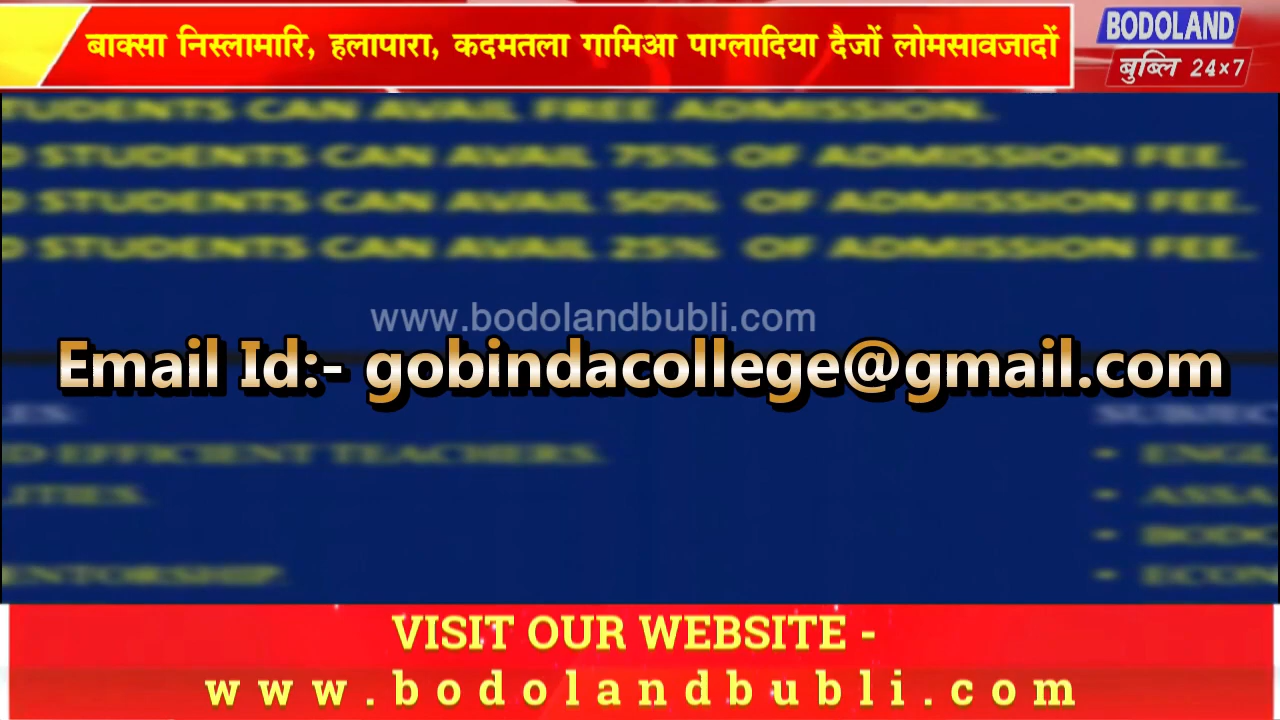 बाक्सा निस्लामारि, हलापारा, कदमतला गामिआ पाग्लादिया दैजों लोमसावजादों
BODOLAND
बुब्लि 24×7
STUDENTS CAN AVAIL FREE ADMISSION.
STUDENTS CAN AVAIL 75% OF ADMISSION FEE.
STUDENTS CAN AVAIL 50% OF ADMISSION FEE.
STUDENTS CAN AVAIL 25% OF ADMISSION FEE.
www.bodolandbubli.com
Email Id:- gobindacollege@gmail.com
EFFICIENT TEACHERS.
VISIT OUR WEBSITE -
www.bodolandbubli.com